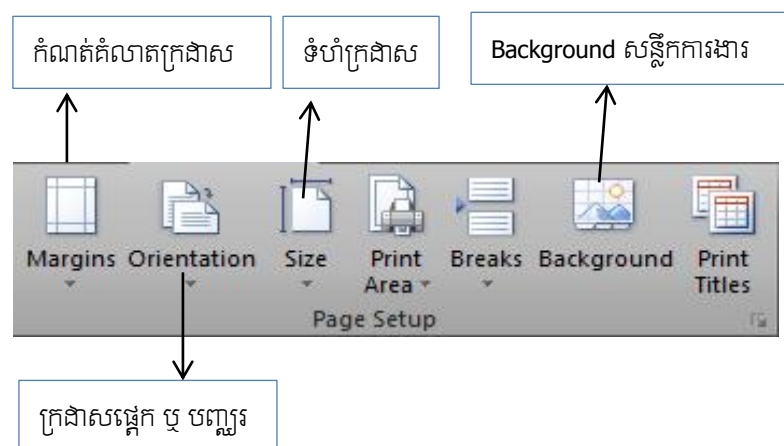 កំណត់គំលាតក្រដាស
ទំហំក្រដាស
Background សន្លឹកការងារ
Margins Orientation Size Print Area Breaks Background Print Titles
Page Setup
ក្រដាសផ្តេក ឬ បញ្ឈរ